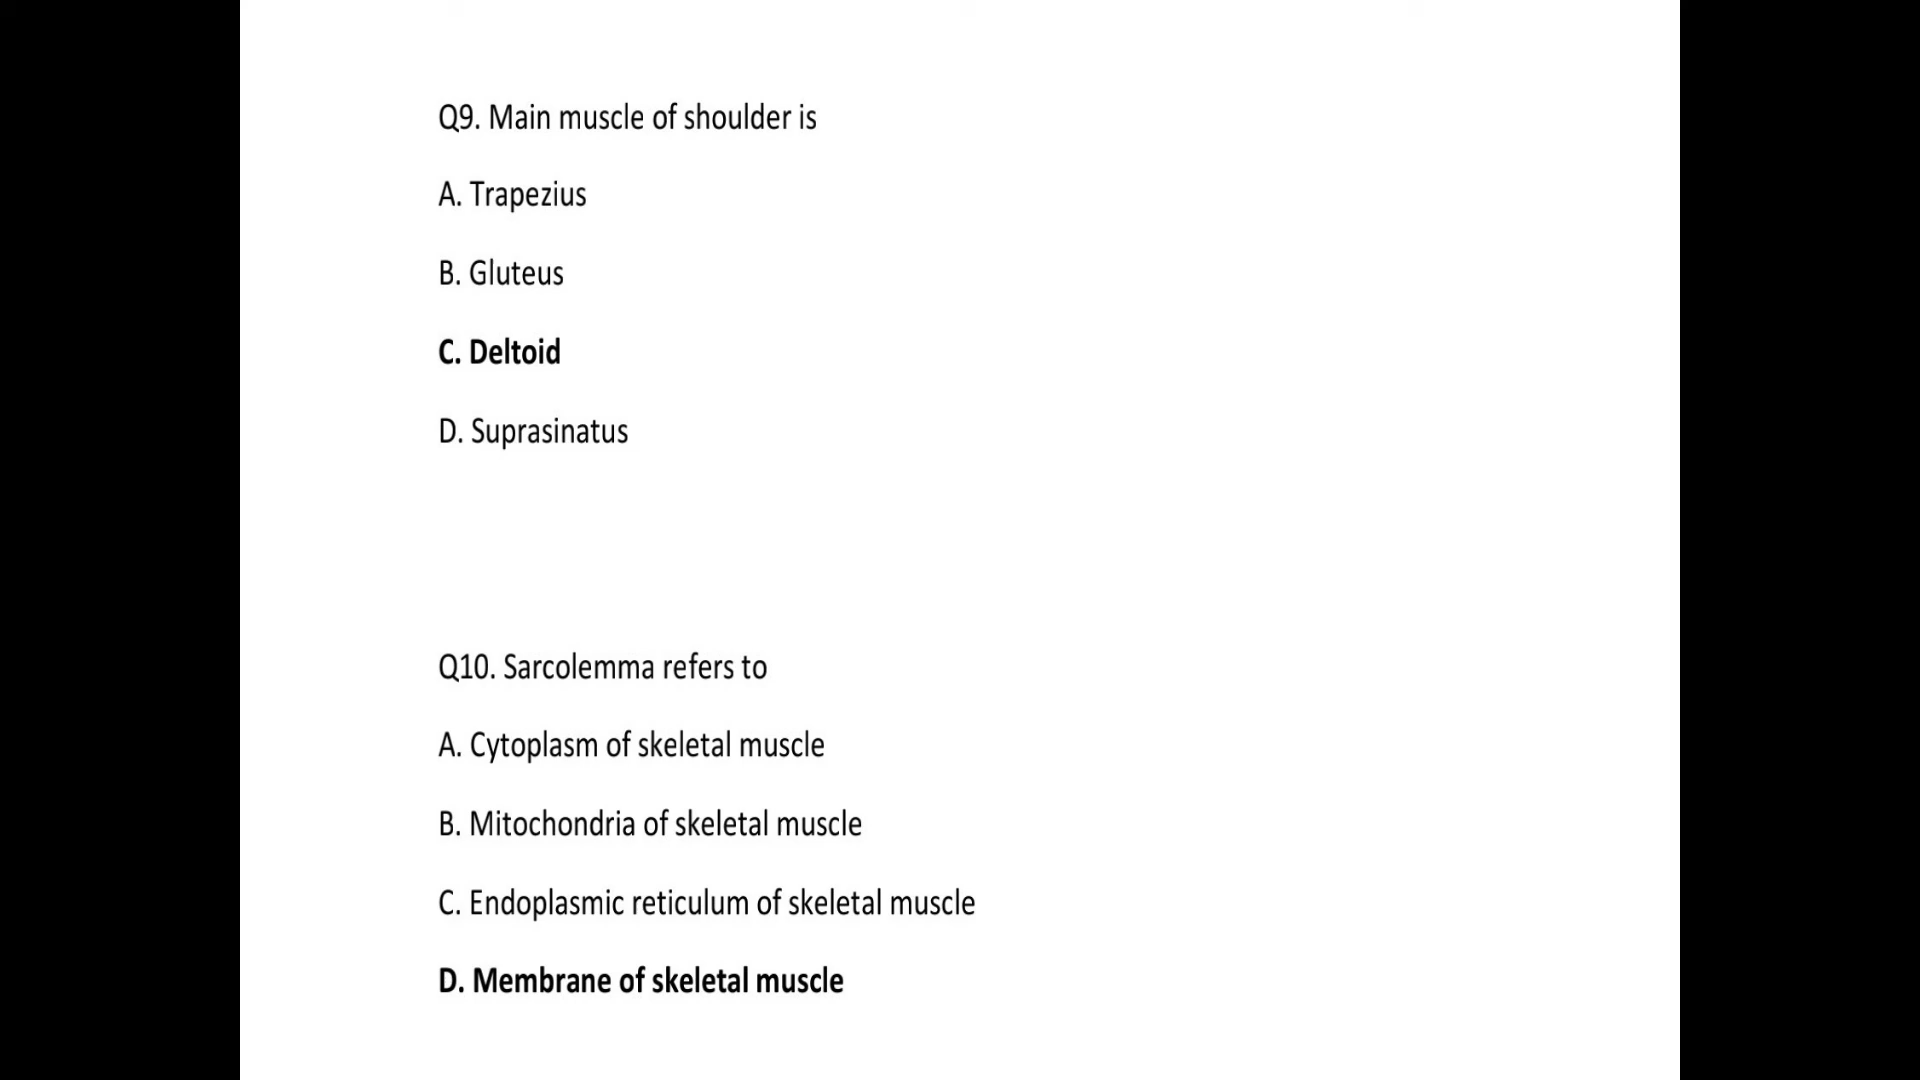 Q9. Main muscle of shoulder is
A. Trapezius
B. Gluteus
C. Deltoid
D. Suprasinatus
Q10. Sarcolemma refers to
A. Cytoplasm of skeletal muscle
B. Mitochondria of skeletal muscle
C. Endoplasmic reticulum of skeletal muscle
D. Membrane of skeletal muscle